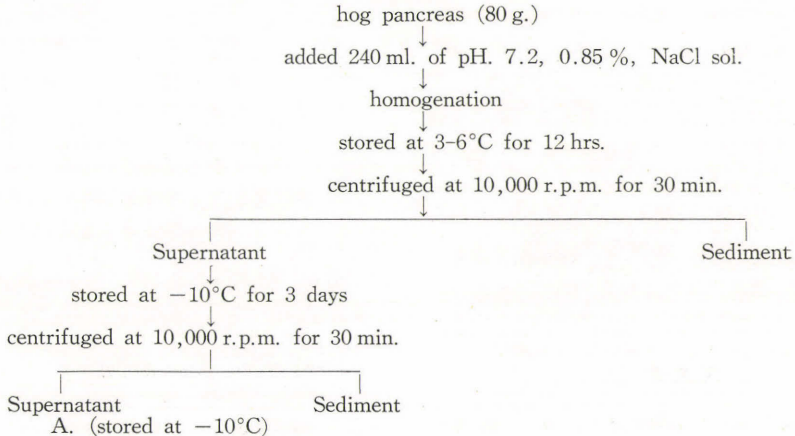 hog pancreas (80 g.)
added 240 ml. of pH. 7.2, 0.85 %, NaCl sol.
homogenation
stored at 3-6°C for 12 hrs.
centrifuged at 10,000 r.p.m. for 30 min.
Supernatant
Sediment
stored at −10°C for 3 days
centrifuged at 10,000 r.p.m. for 30 min.
Supernatant
Sediment
A. (stored at −10°C)